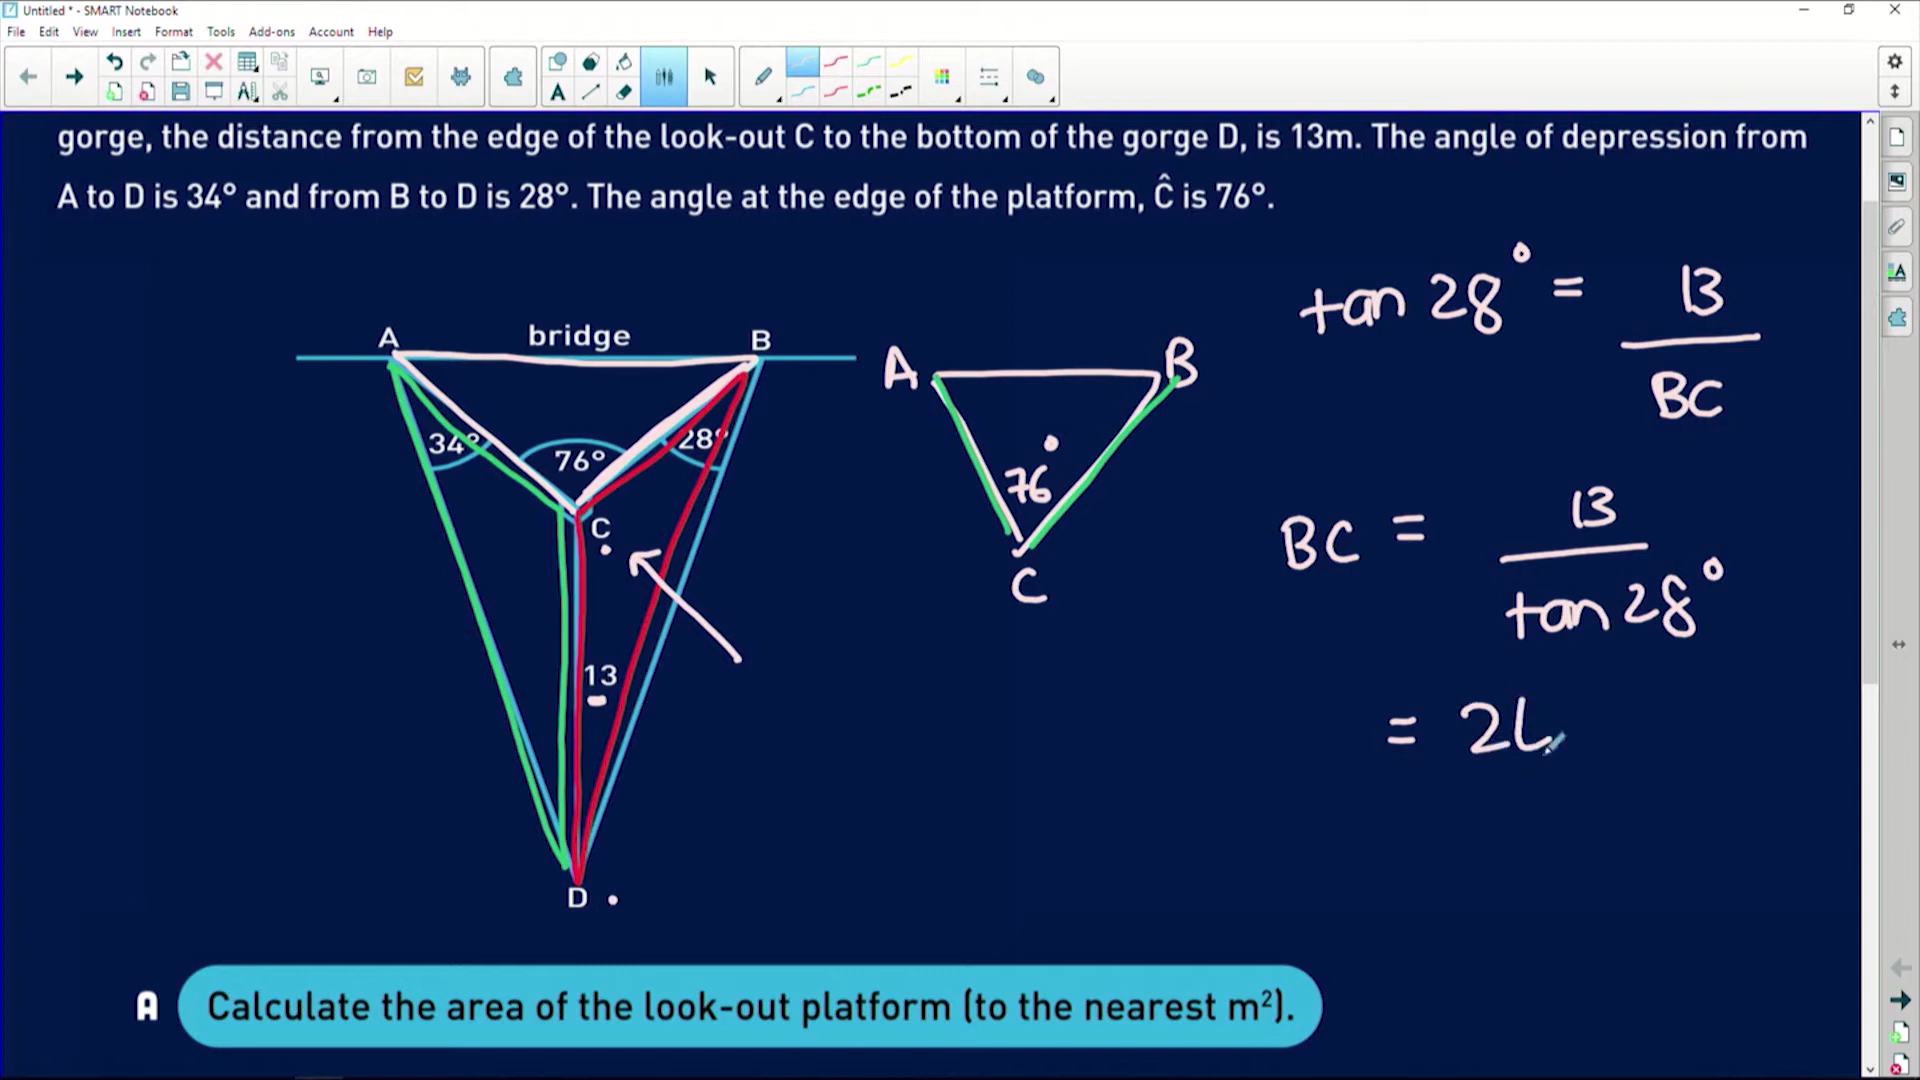 Untitled * - SMART Notebook
File Edit View Insert Format Tools Add-ons Account Help
gorge, the distance from the edge of the look-out C to the bottom of the gorge D, is 13m. The angle of depression from
A to D is 34° and from B to D is 28°. The angle at the edge of the platform, Ĉ is 76°.
tan 28° = 13
BC
A bridge B
A B
34° 76° 28°
76°
C
C
BC = 13
tan 28°
13
= 2
D
A Calculate the area of the look-out platform (to the nearest m²).